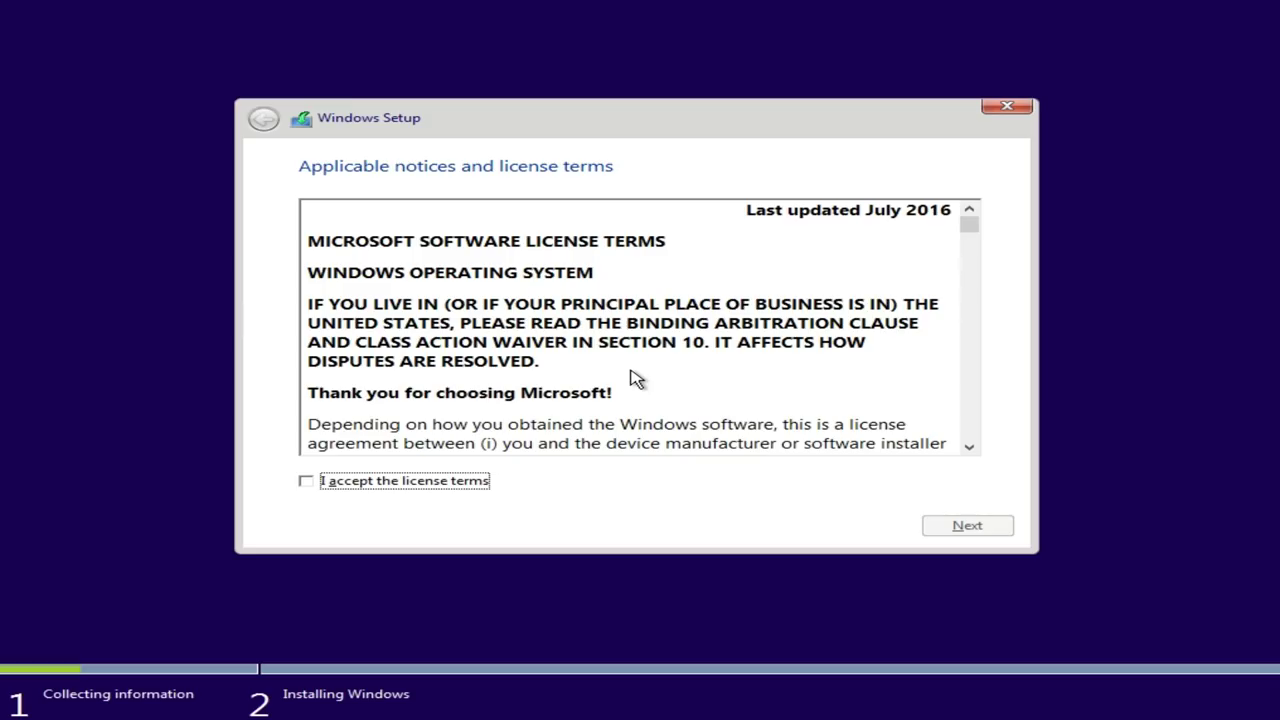 Windows Setup
Applicable notices and license terms
Last updated July 2016
MICROSOFT SOFTWARE LICENSE TERMS
WINDOWS OPERATING SYSTEM
IF YOU LIVE IN (OR IF YOUR PRINCIPAL PLACE OF BUSINESS IS IN) THE
UNITED STATES, PLEASE READ THE BINDING ARBITRATION CLAUSE
AND CLASS ACTION WAIVER IN SECTION 10. IT AFFECTS HOW
DISPUTES ARE RESOLVED.
Thank you for choosing Microsoft!
Depending on how you obtained the Windows software, this is a license
agreement between (i) you and the device manufacturer or software installer
I accept the license terms
Next
1 Collecting information
2 Installing Windows